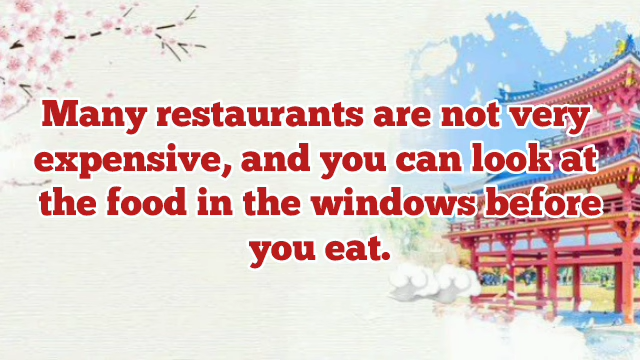 Many restaurants are not very
expensive, and you can look at
the food in the windows before
you eat.